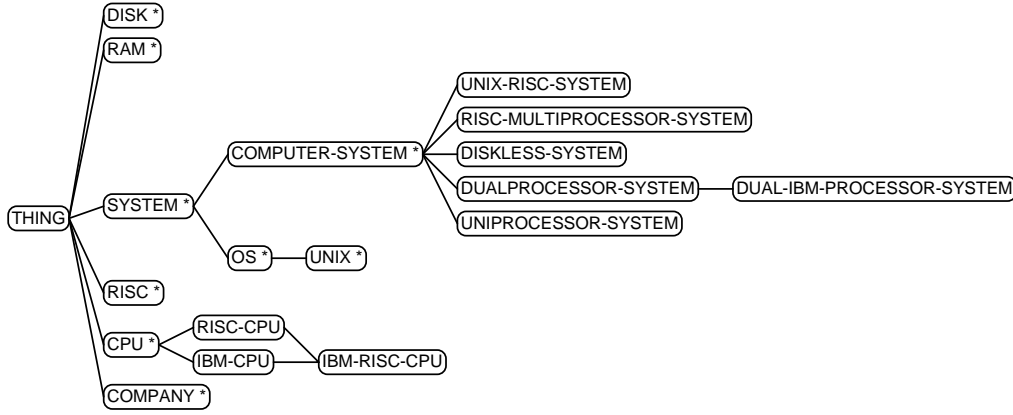 DISK *
RAM *
UNIX-RISC-SYSTEM
RISC-MULTIPROCESSOR-SYSTEM
COMPUTER-SYSTEM *
DISKLESS-SYSTEM
DUALPROCESSOR-SYSTEM
DUAL-IBM-PROCESSOR-SYSTEM
THING
SYSTEM *
UNIPROCESSOR-SYSTEM
OS *
UNIX *
RISC *
RISC-CPU
CPU *
IBM-CPU
IBM-RISC-CPU
COMPANY *